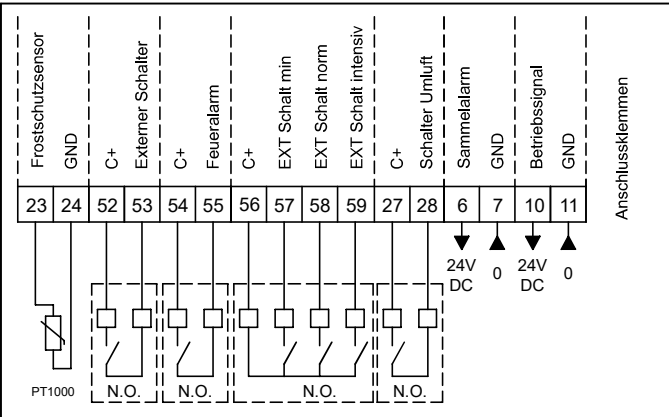 Frostschutzsensor
GND
C+
Externer Schalter
C+
Feueralarm
C+
EXT Schalt min
EXT Schalt norm
EXT Schalt intensiv
C+
Schalter Umluft
Sammelalarm
GND
Betriebssignal
GND
Anschlussklemmen
23 24 52 53 54 55 56 57 58 59 27 28 6 7 10 11
24V DC
0
24V DC
0
PT1000
N.O.
N.O.
N.O.
N.O.